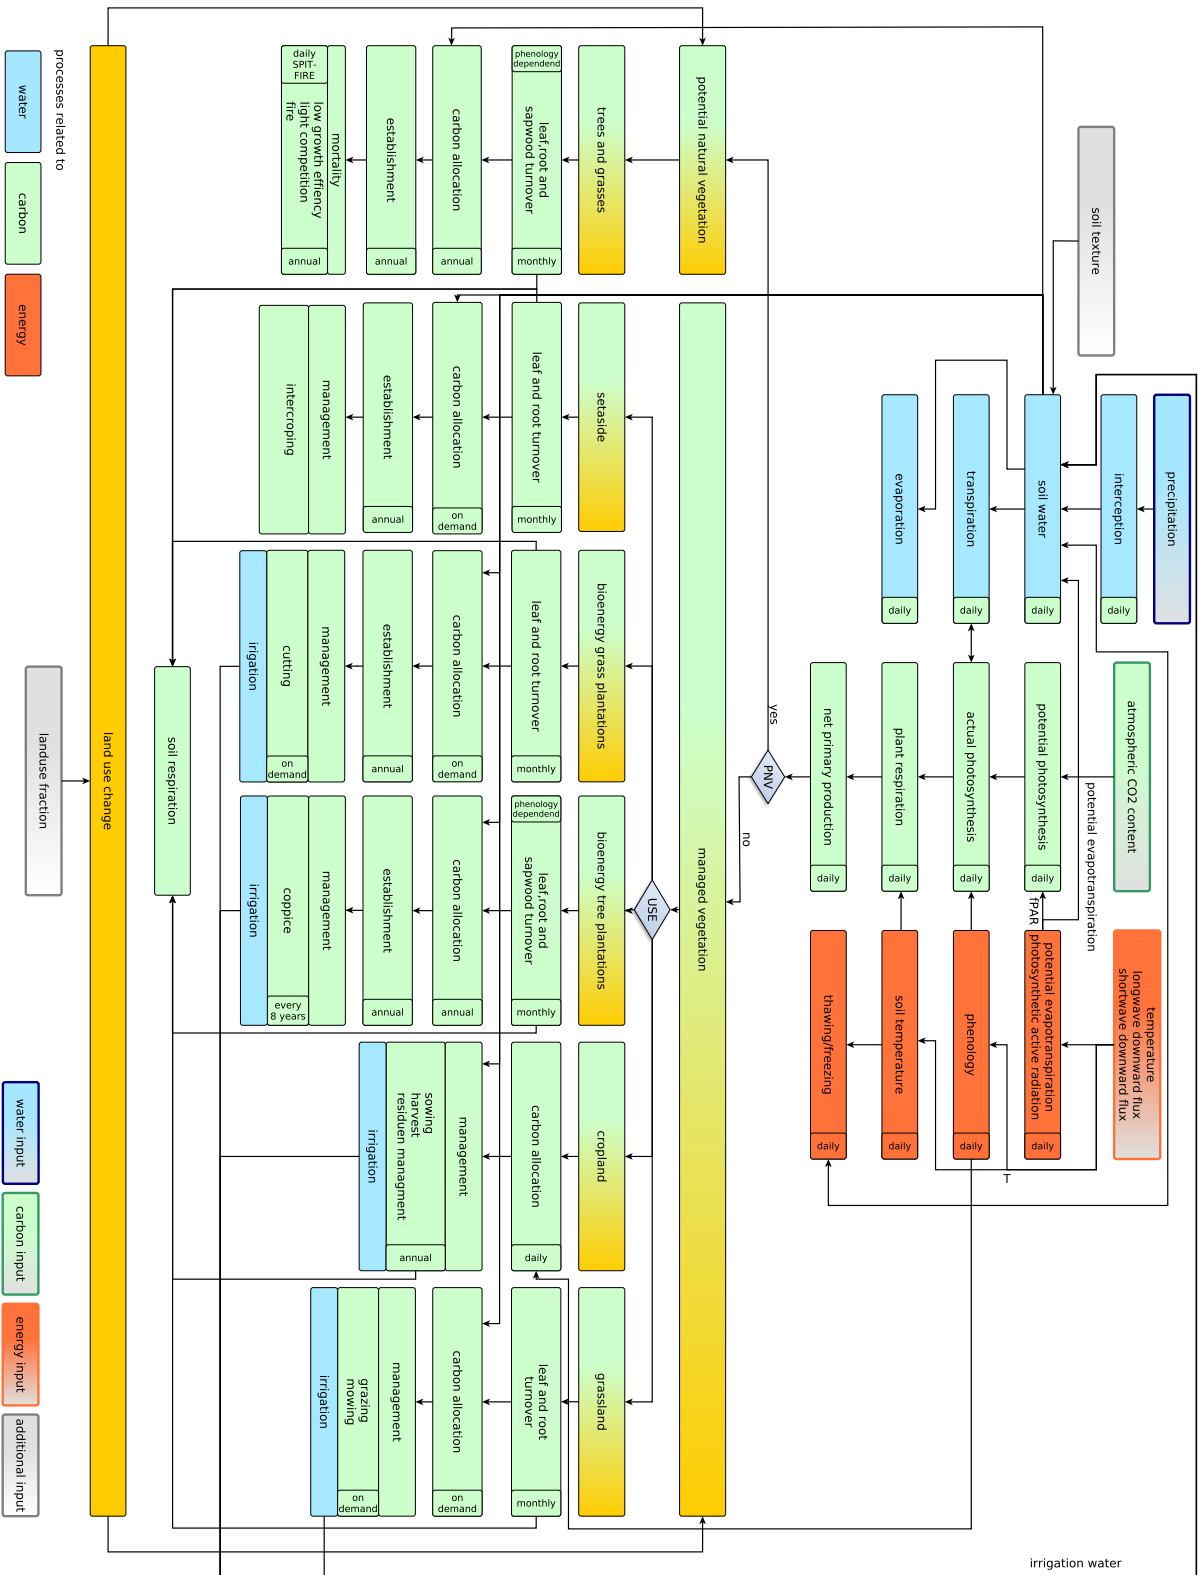 soil texture
precipitation
interception
daily
soil water
daily
transpiration
daily
evaporation
daily
atmospheric CO2 content
potential evapotranspiration
potential photosynthesis
daily
fPAR
actual photosynthesis
daily
plant respiration
daily
net primary production
daily
temperature
longwave downward flux
shortwave downward flux
potential evapotranspiration
photosynthetic active radiation
daily
phenology
daily
soil temperature
daily
thawing/freezing
daily
T
irrigation water
PNV
yes
no
potential natural vegetation
managed vegetation
USE
trees and grasses
phenology
dependend
leaf,root and
sapwood turnover
monthly
carbon allocation
annual
establishment
annual
mortality
daily
SPIT-
FIRE
low growth effiency
light competition
fire
annual
setaside
leaf and root turnover
monthly
carbon allocation
on
demand
establishment
annual
management
intercroping
bioenergy grass plantations
leaf and root turnover
monthly
carbon allocation
on
demand
establishment
annual
management
cutting
on
demand
irigation
bioenergy tree plantations
phenology
dependend
leaf,root and
sapwood turnover
monthly
carbon allocation
annual
establishment
annual
management
coppice
every
8 years
irrigation
cropland
carbon allocation
daily
management
sowing
harvest
residuen managment
annual
irrigation
grassland
leaf and root
turnover
monthly
carbon allocation
on
demand
management
grazing
mowing
on
demand
irrigation
soil respiration
land use change
landuse fraction
processes related to
water
carbon
energy
water input
carbon input
energy input
additional input